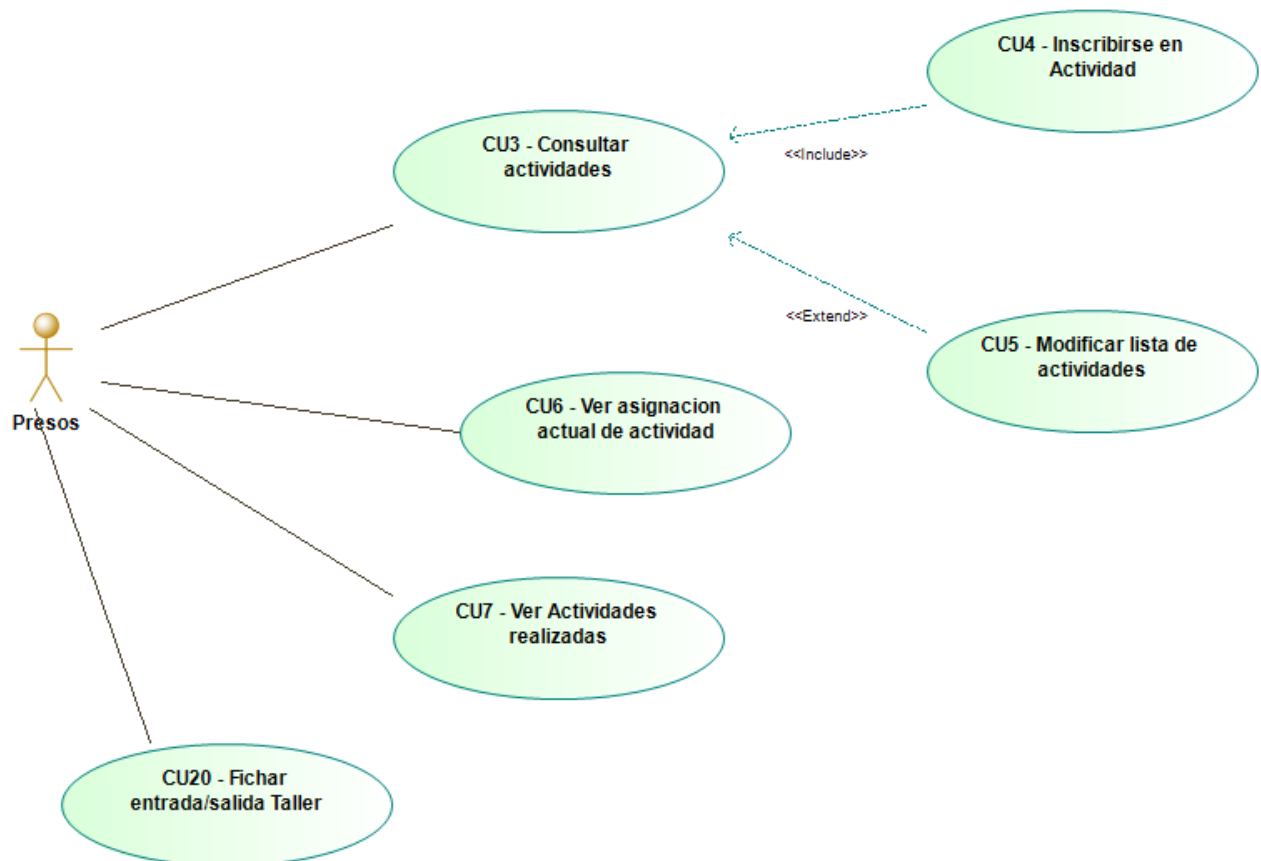 CU4 - Inscribirse en
Actividad
CU3 - Consultar
actividades
<<Include>>
<<Extend>>
CU5 - Modificar lista de
actividades
Presos
CU6 - Ver asignacion
actual de actividad
CU7 - Ver Actividades
realizadas
CU20 - Fichar
entrada/salida Taller